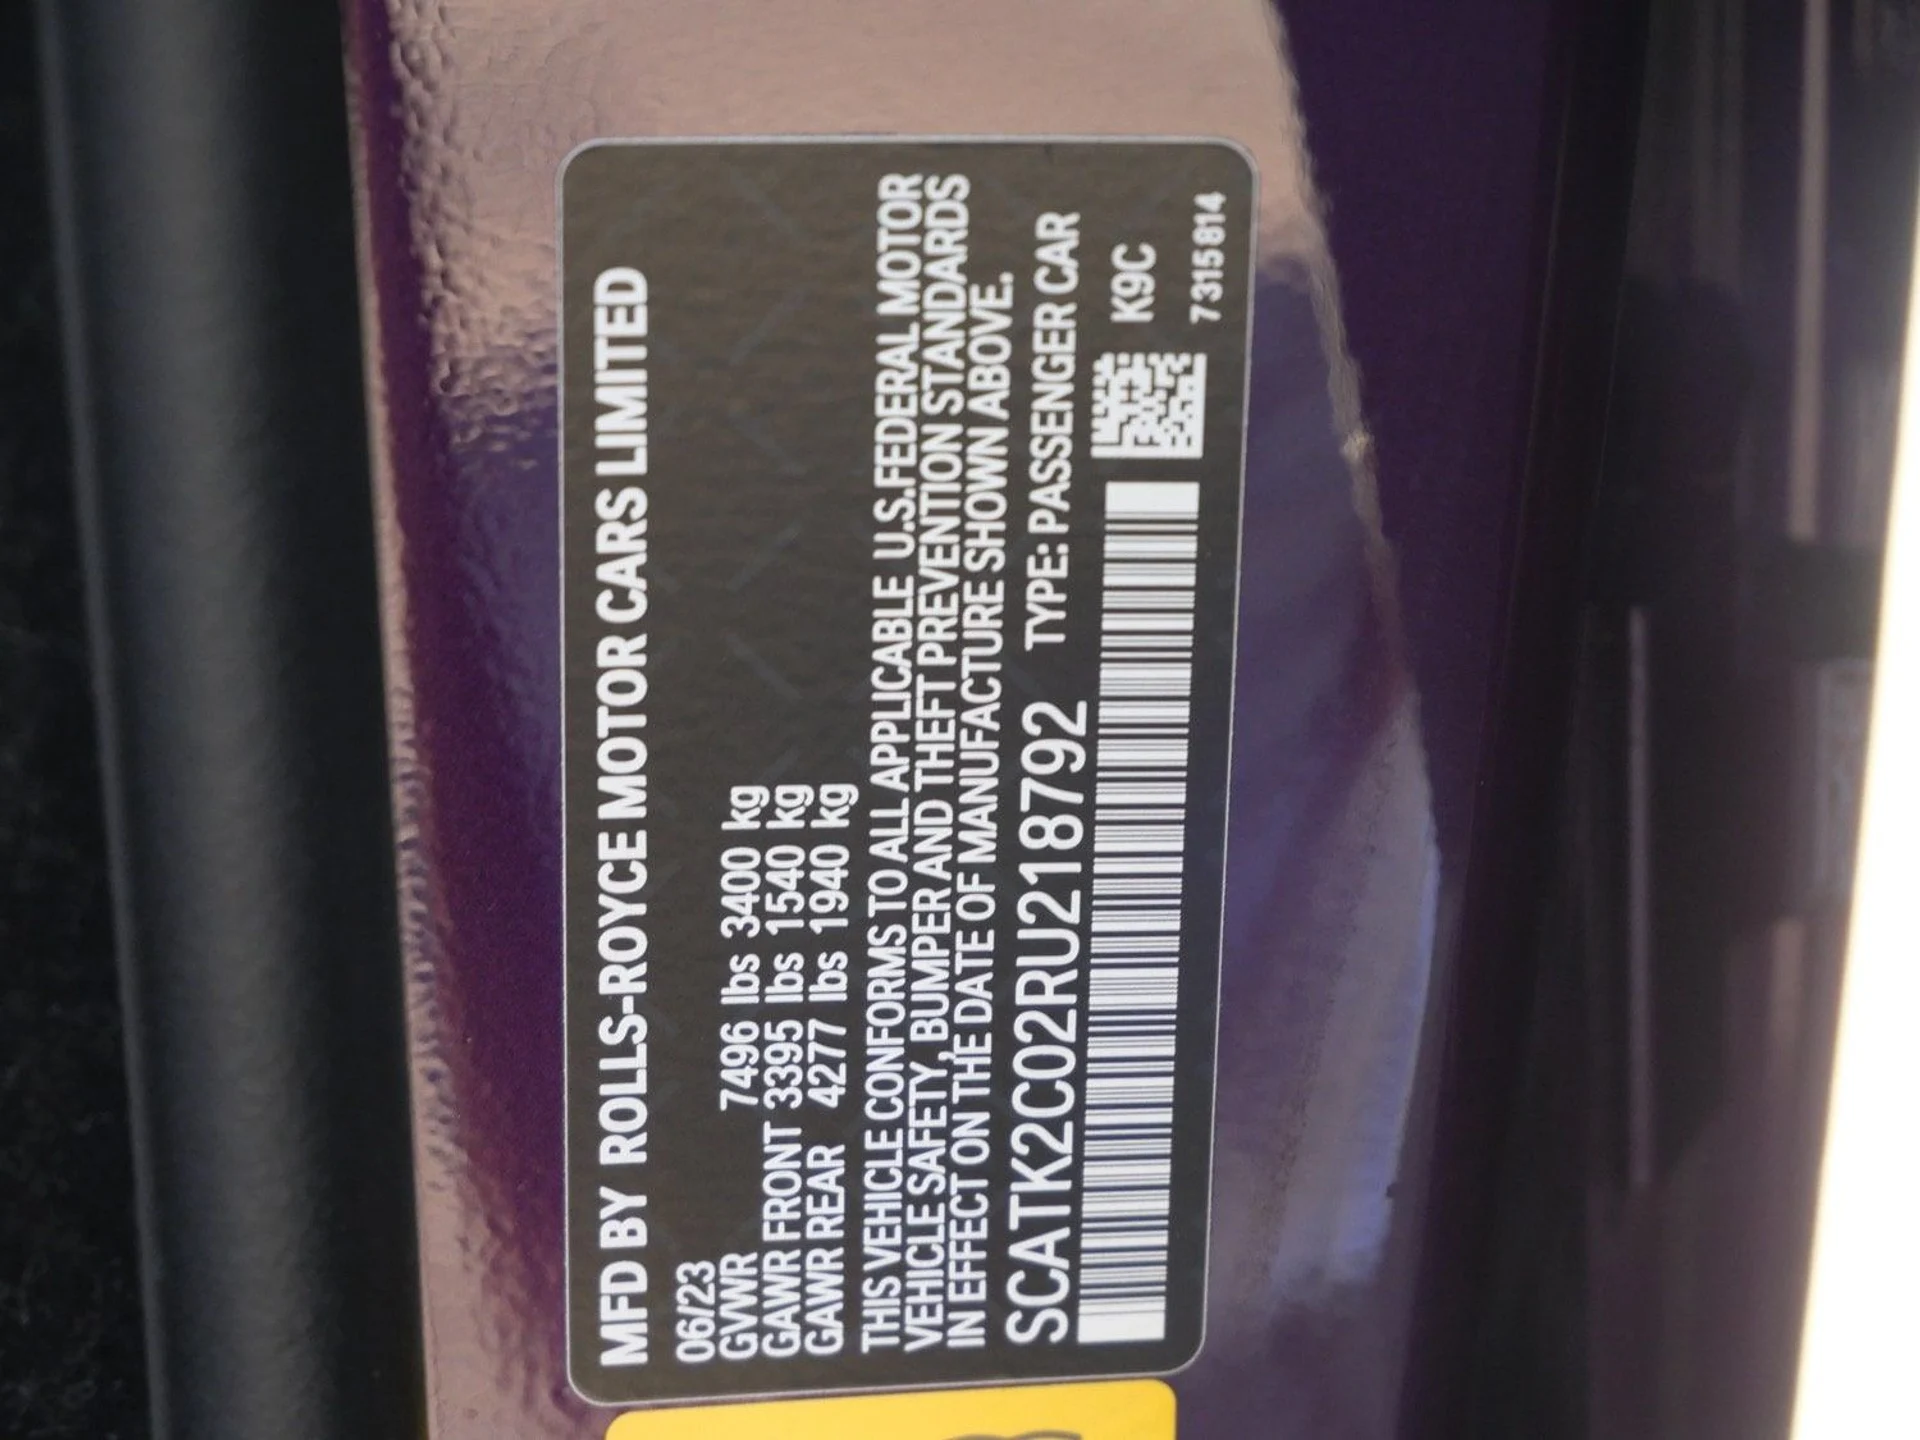 MFD BY ROLLS-ROYCE MOTOR CARS LIMITED
06/23
GVWR 7496 lbs 3400 kg
GAWR FRONT 3395 lbs 1540 kg
GAWR REAR 4277 lbs 1940 kg
THIS VEHICLE CONFORMS TO ALL APPLICABLE U.S.FEDERAL MOTOR
VEHICLE SAFETY, BUMPER AND THEFT PREVENTION STANDARDS
IN EFFECT ON THE DATE OF MANUFACTURE SHOWN ABOVE.
SCATK2C02RU218792 TYPE: PASSENGER CAR
K9C
7315814